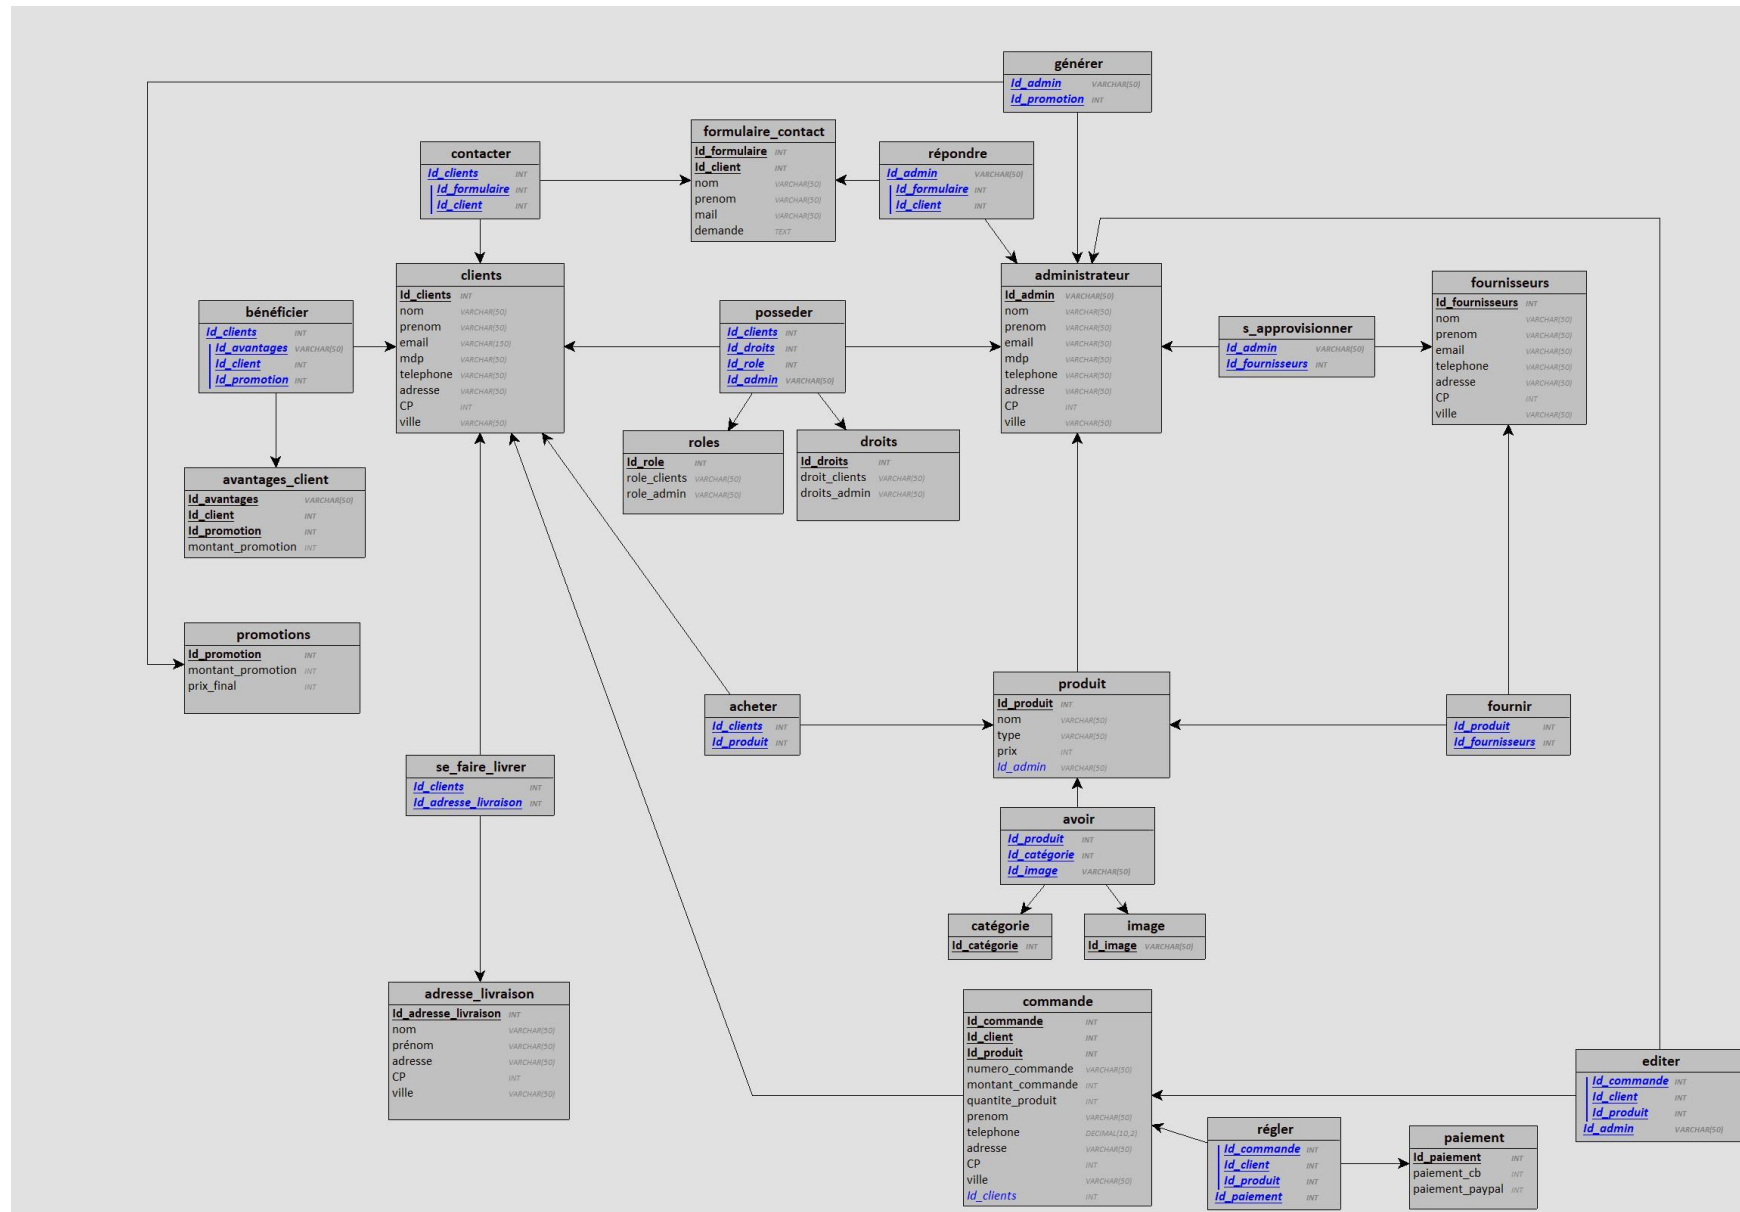 générer
Id_admin VARCHAR(50)
Id_promotion INT
formulaire_contact
Id_formulaire INT
Id_client INT
nom VARCHAR(50)
prenom VARCHAR(50)
mail VARCHAR(50)
demande TEXT
contacter
Id_clients INT
Id_formulaire INT
Id_client INT
répondre
Id_admin VARCHAR(50)
Id_formulaire INT
Id_client INT
clients
Id_clients INT
nom VARCHAR(50)
prenom VARCHAR(50)
email VARCHAR(150)
mdp VARCHAR(50)
telephone VARCHAR(50)
adresse VARCHAR(50)
CP INT
ville VARCHAR(50)
administrateur
Id_admin VARCHAR(50)
nom VARCHAR(50)
prenom VARCHAR(50)
email VARCHAR(50)
mdp VARCHAR(50)
telephone VARCHAR(50)
adresse VARCHAR(50)
CP INT
ville VARCHAR(50)
fournisseurs
Id_fournisseurs INT
nom VARCHAR(50)
prenom VARCHAR(50)
email VARCHAR(50)
telephone VARCHAR(50)
adresse VARCHAR(50)
CP INT
ville VARCHAR(50)
bénéficier
Id_clients INT
Id_avantages VARCHAR(50)
Id_client INT
Id_promotion INT
posseder
Id_clients INT
Id_droits INT
Id_role INT
Id_admin VARCHAR(50)
s_approvisionner
Id_admin VARCHAR(50)
Id_fournisseurs INT
roles
Id_role INT
role_clients VARCHAR(50)
role_admin VARCHAR(50)
droits
Id_droits INT
droit_clients VARCHAR(50)
droits_admin VARCHAR(50)
avantages_client
Id_avantages VARCHAR(50)
Id_client INT
Id_promotion INT
montant_promotion INT
promotions
Id_promotion INT
montant_promotion INT
prix_final INT
produit
Id_produit INT
nom VARCHAR(50)
type VARCHAR(50)
prix INT
Id_admin VARCHAR(50)
acheter
Id_clients INT
Id_produit INT
fournir
Id_produit INT
Id_fournisseurs INT
se_faire_livrer
Id_clients INT
Id_adresse_livraison INT
avoir
Id_produit INT
Id_catégorie INT
Id_image VARCHAR(50)
catégorie
Id_catégorie INT
image
Id_image VARCHAR(50)
adresse_livraison
Id_adresse_livraison INT
nom VARCHAR(50)
prénom VARCHAR(50)
adresse VARCHAR(50)
CP INT
ville VARCHAR(50)
commande
Id_commande INT
Id_client INT
Id_produit INT
numero_commande VARCHAR(50)
montant_commande INT
quantite_produit INT
prenom VARCHAR(50)
telephone DECIMAL(10,2)
adresse VARCHAR(50)
CP INT
ville VARCHAR(50)
Id_clients INT
editer
Id_commande INT
Id_client INT
Id_produit INT
Id_admin VARCHAR(50)
régler
Id_commande INT
Id_client INT
Id_produit INT
Id_paiement INT
paiement
Id_paiement INT
paiement_cb INT
paiement_paypal INT